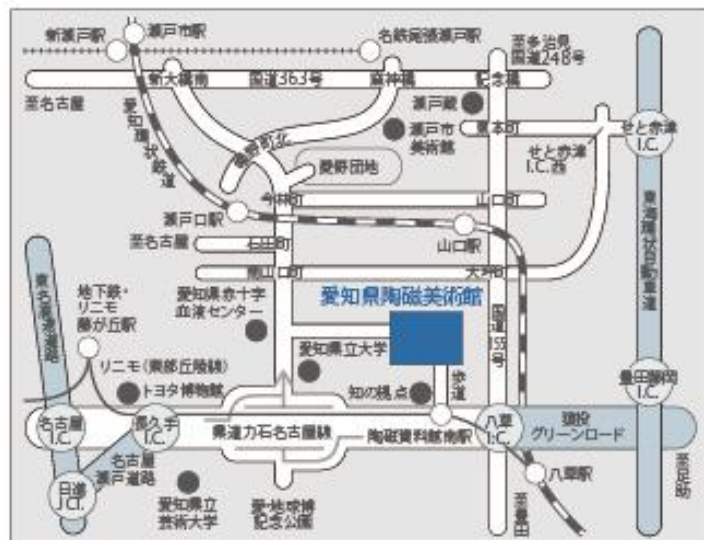 新瀬戸駅
瀬戸市駅
名鉄尾張瀬戸駅
至多治見
国道248号
新大橋南
国道363号
記念橋
至名古屋
瀬戸蔵
愛知環状鉄道
瀬戸市
美術館
東本町
せと赤津
I.C.
せと赤津
I.C.西
菱野団地
今林町
山口町
瀬戸口駅
山口駅
至名古屋
石田町
南山口町
大坪町
東海環状自動車道
東名高速道路
地下鉄・
リニモ
藤が丘駅
愛知県赤十字
血液センター
愛知県陶磁美術館
国道155号
リニモ(東部丘陵線)
愛知県立大学
トヨタ博物館
知の拠点
歩道
豊田藤岡
I.C.
名古屋
I.C.
長久手
I.C.
県道力石名古屋線
陶磁資料館南駅
八草
I.C.
猿投
グリーンロード
名古屋
瀬戸道路
日進
J.C.
愛知県立
芸術大学
愛・地球博
記念公園
八草駅
至豊田
至足助